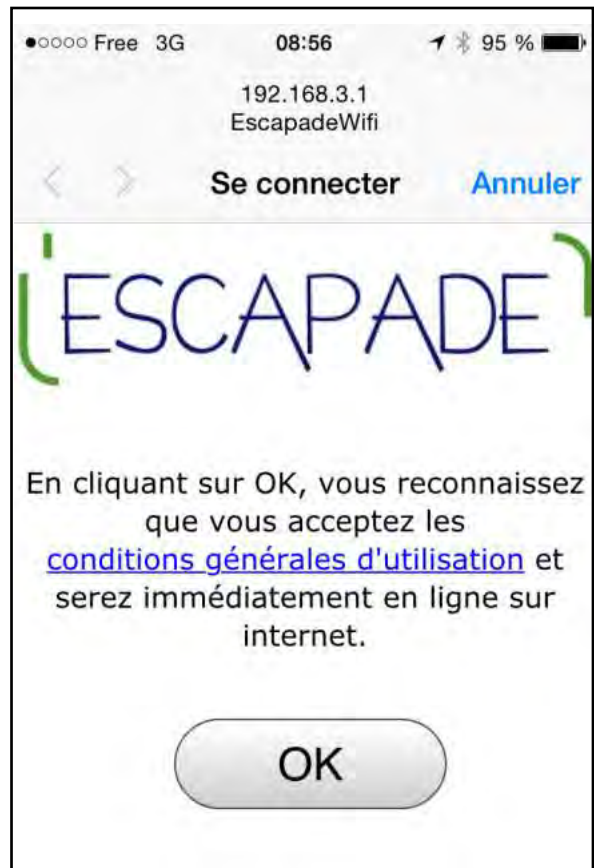 Free 3G 08:56 95 %
192.168.3.1
EscapadeWifi
Se connecter Annuler
ESCAPADE
En cliquant sur OK, vous reconnaissez
que vous acceptez les
conditions générales d'utilisation et
serez immédiatement en ligne sur
internet.
OK